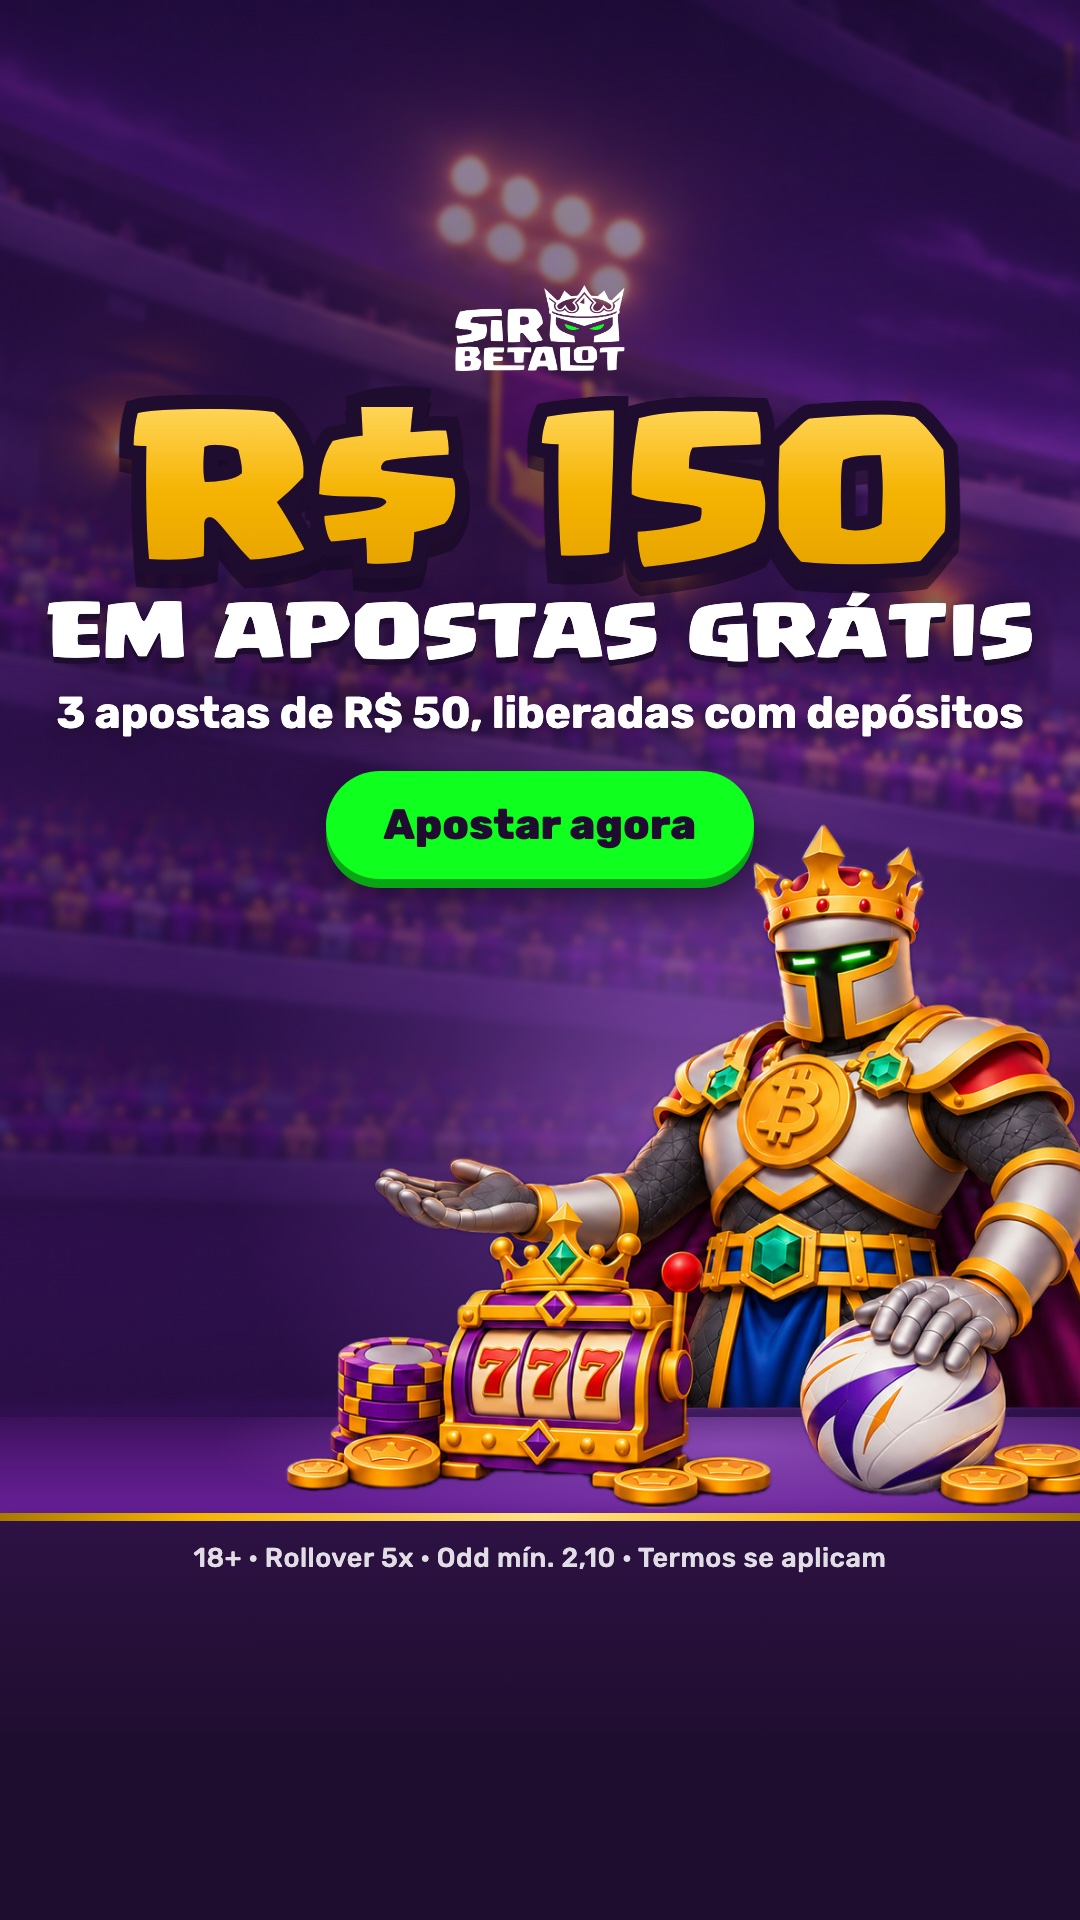 SIR
BETALOT
R$ 150
EM APOSTAS GRÁTIS
3 apostas de R$ 50, liberadas com depósitos
Apostar agora
777
18+ • Rollover 5x • Odd mín. 2,10 • Termos se aplicam